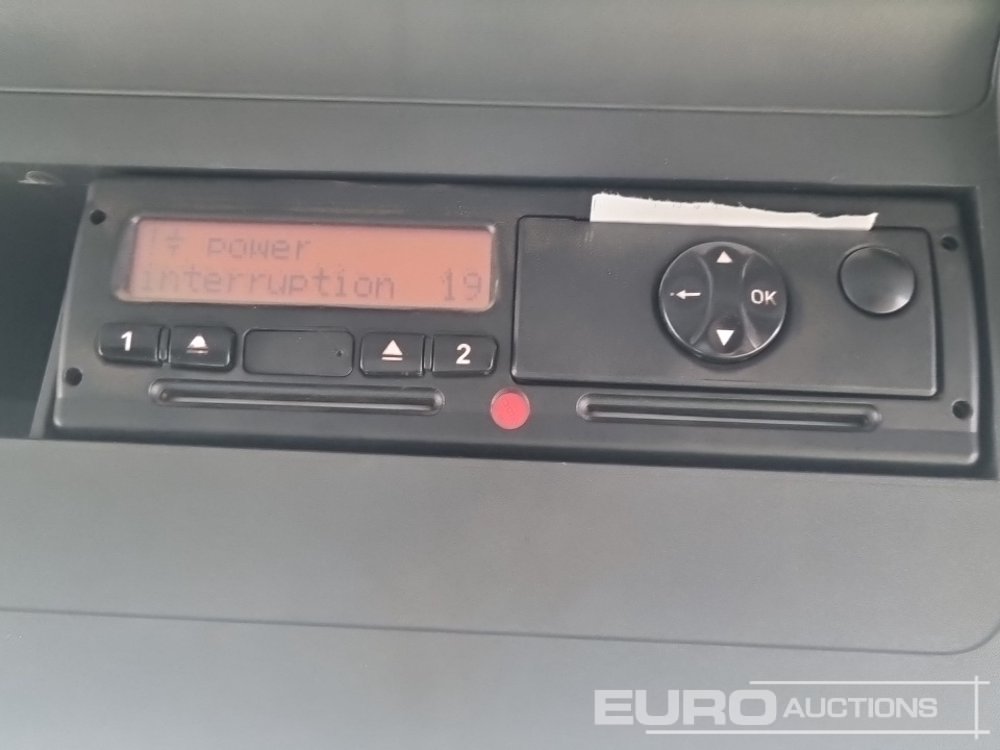 !÷ power
interruption 19
OK
1
2
EURO AUCTIONS